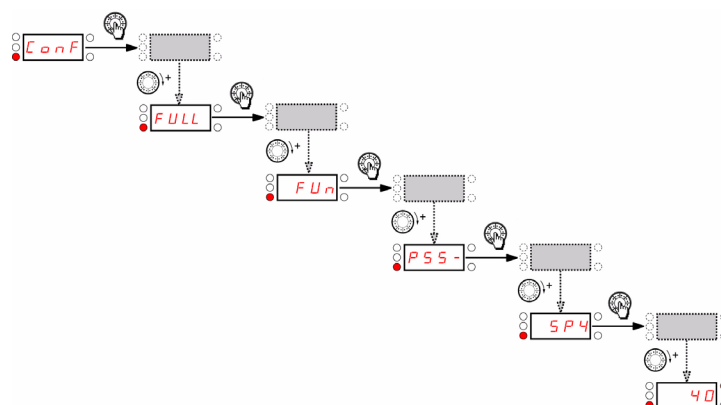 ConF
+
FULL
+
FUn
+
PSS-
+
SP4
+
40